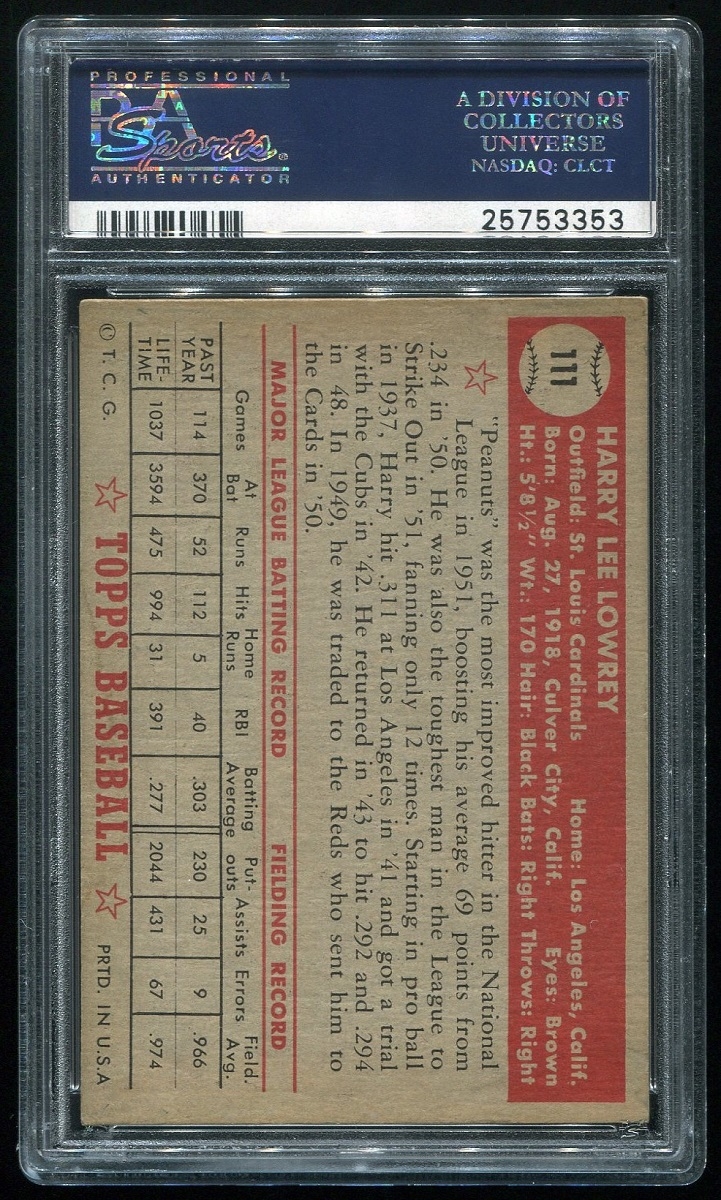 PROFESSIONAL
PSA
Sports®
AUTHENTICATOR
A DIVISION OF
COLLECTORS
UNIVERSE
NASDAQ: CLCT
25753353
111
HARRY LEE LOWREY
Outfield: St. Louis Cardinals Home: Los Angeles, Calif.
Born: Aug. 27, 1918, Culver City, Calif. Eyes: Brown
Ht.: 5'8½" Wt.: 170 Hair: Black Bats: Right Throws: Right
"Peanuts" was the most improved hitter in the National
League in 1951, boosting his average 69 points from
.234 in '50. He was also the toughest man in the League to
Strike Out in '51, fanning only 12 times. Starting in pro ball
in 1937, Harry hit .311 at Los Angeles in '41 and got a trial
with the Cubs in '42. He returned in '43 to hit .292 and .294
in '48. In 1949, he was traded to the Reds who sent him to
the Cards in '50.
MAJOR LEAGUE BATTING RECORD FIELDING RECORD
Games At Bat Runs Hits Home Runs RBI Batting Average Put-outs Assists Errors Field. Avg.
PAST YEAR 114 370 52 112 5 40 .303 230 25 9 .966
LIFE-TIME 1037 3594 475 994 31 391 .277 2044 431 67 .974
© T. C. G. TOPPS BASEBALL PRTD. IN U.S.A